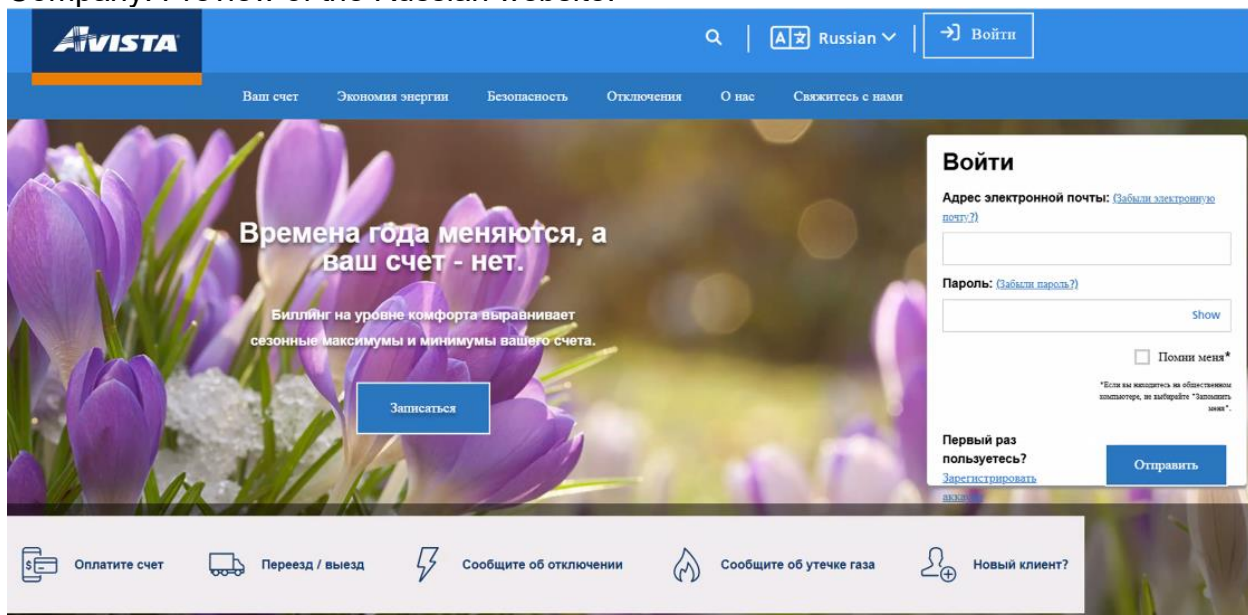 Company. Preview of the Russian website.
AVISTA
Russian
Войти
Ваш счет Экономия энергии Безопасность Отключения О нас Свяжитесь с нами
Времена года меняются, а
ваш счет - нет.
Биллинг на уровне комфорта выравнивает
сезонные максимумы и минимумы вашего счета.
Записаться
Войти
Адрес электронной почты: (Забыли электронную
почту?)
Пароль: (Забыли пароль?)
Show
Помни меня*
*Если вы находитесь на общественном
компьютере, не выбирайте "Запомнить
меня".
Первый раз
пользуетесь?
Зарегистрировать
аккаунт
Отправить
Оплатите счет
Переезд / выезд
Сообщите об отключении
Сообщите об утечке газа
Новый клиент?